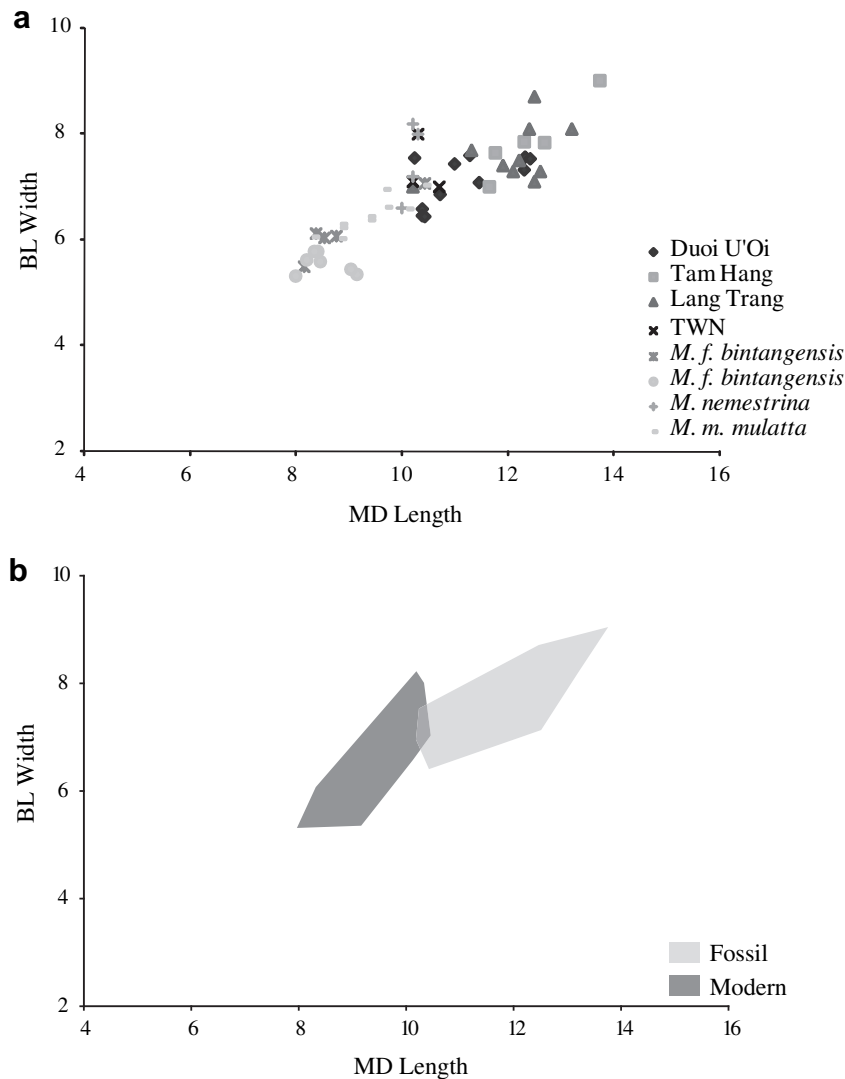 a
10
8
6
4
2
BL Width
4 6 8 10 12 14 16
MD Length
Duoi U'Oi
Tam Hang
Lang Trang
TWN
M. f. bintangensis
M. f. bintangensis
M. nemestrina
M. m. mulatta
b
10
8
6
4
2
BL Width
4 6 8 10 12 14 16
MD Length
Fossil
Modern